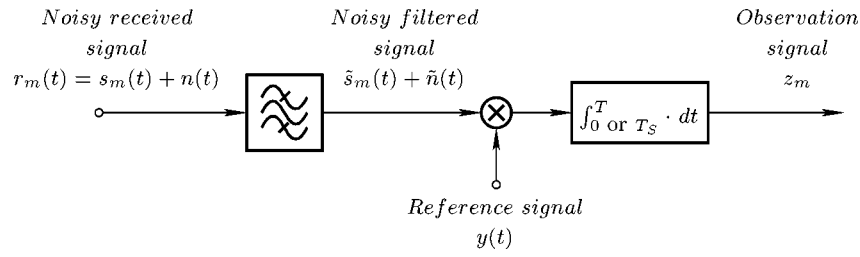 Noisy received
signal
r_m(t) = s_m(t) + n(t)
Noisy filtered
signal
s̃_m(t) + ñ(t)
Observation
signal
z_m
∫_0^T or T_S · dt
Reference signal
y(t)